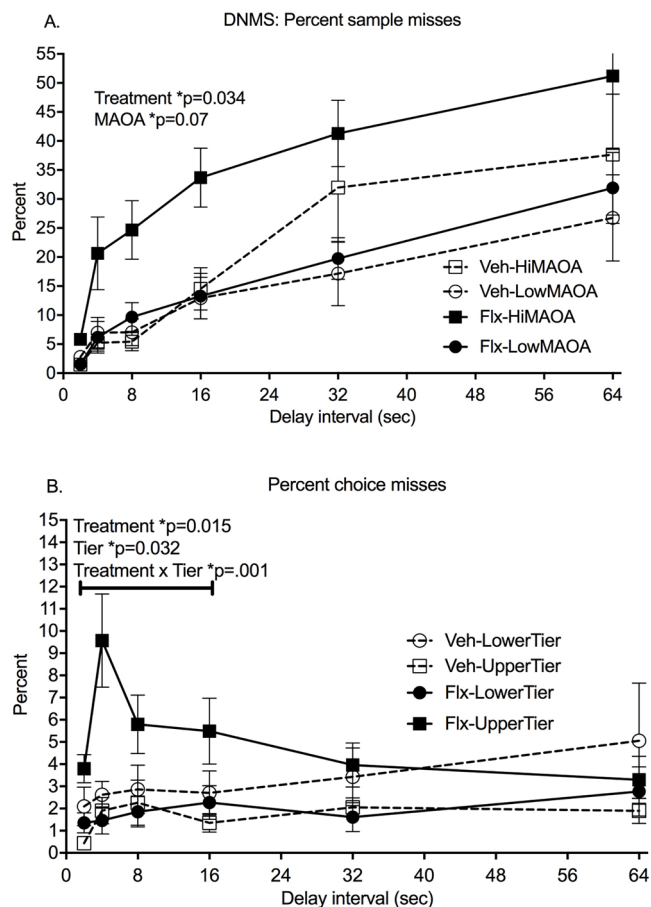 A.
DNMS: Percent sample misses
55
50
45
40
35
30
25
20
15
10
5
0
Percent
Treatment *p=0.034
MAOA *p=0.07
Veh-HiMAOA
Veh-LowMAOA
Flx-HiMAOA
Flx-LowMAOA
0 8 16 24 32 40 48 56 64
Delay interval (sec)
B.
Percent choice misses
15
14
13
12
11
10
9
8
7
6
5
4
3
2
1
0
Percent
Treatment *p=0.015
Tier *p=0.032
Treatment x Tier *p=.001
Veh-LowerTier
Veh-UpperTier
Flx-LowerTier
Flx-UpperTier
0 8 16 24 32 40 48 56 64
Delay interval (sec)